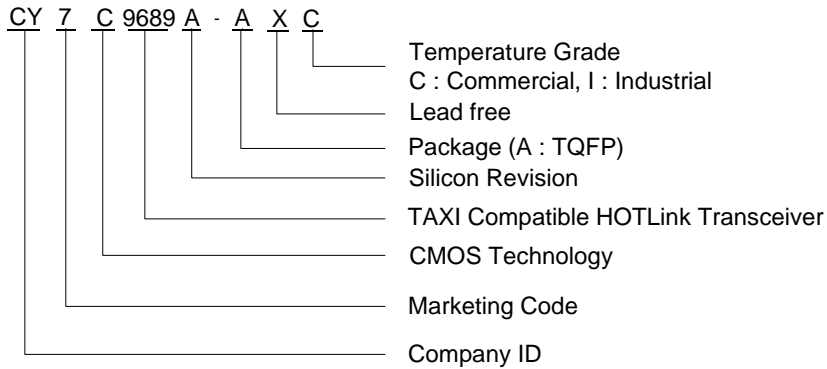 CY 7 C 9689 A - A X C
Temperature Grade
C : Commercial, I : Industrial
Lead free
Package (A : TQFP)
Silicon Revision
TAXI Compatible HOTLink Transceiver
CMOS Technology
Marketing Code
Company ID